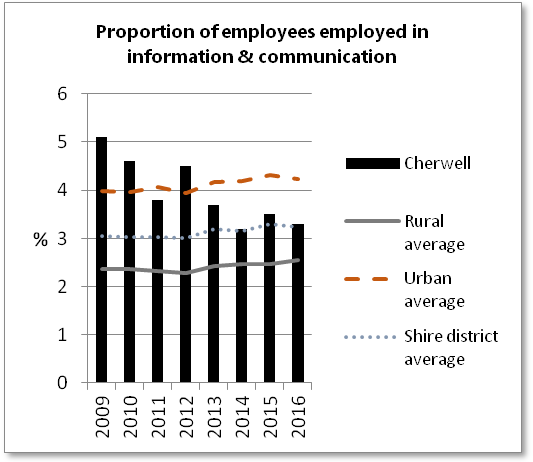 Proportion of employees employed in
information & communication
6
5
4
3
2
1
0
%
2009
2010
2011
2012
2013
2014
2015
2016
Cherwell
Rural
average
Urban
average
Shire district
average